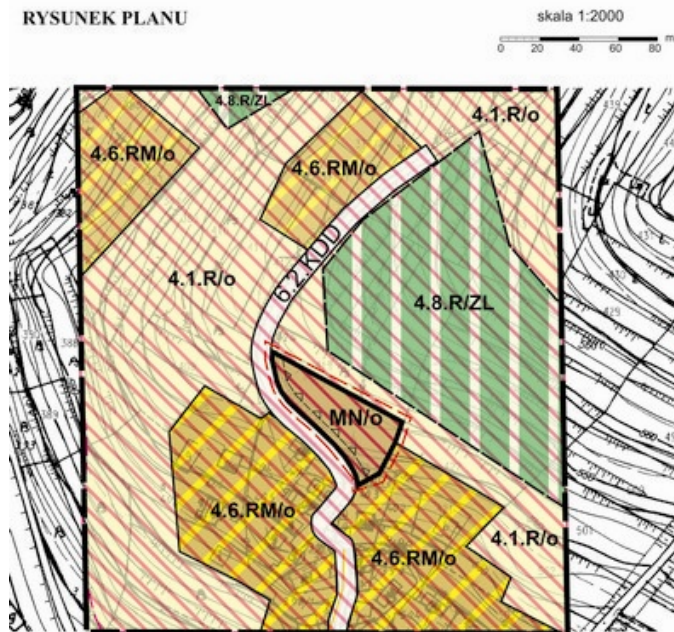 RYSUNEK PLANU
skala 1:2000
0 20 40 60 80 m
4.8.R/ZL
4.1.R/o
4.6.RM/o
4.6.RM/o
6.2.KDD
4.1.R/o
4.8.R/ZL
MN/o
4.6.RM/o
4.1.R/o
4.6.RM/o